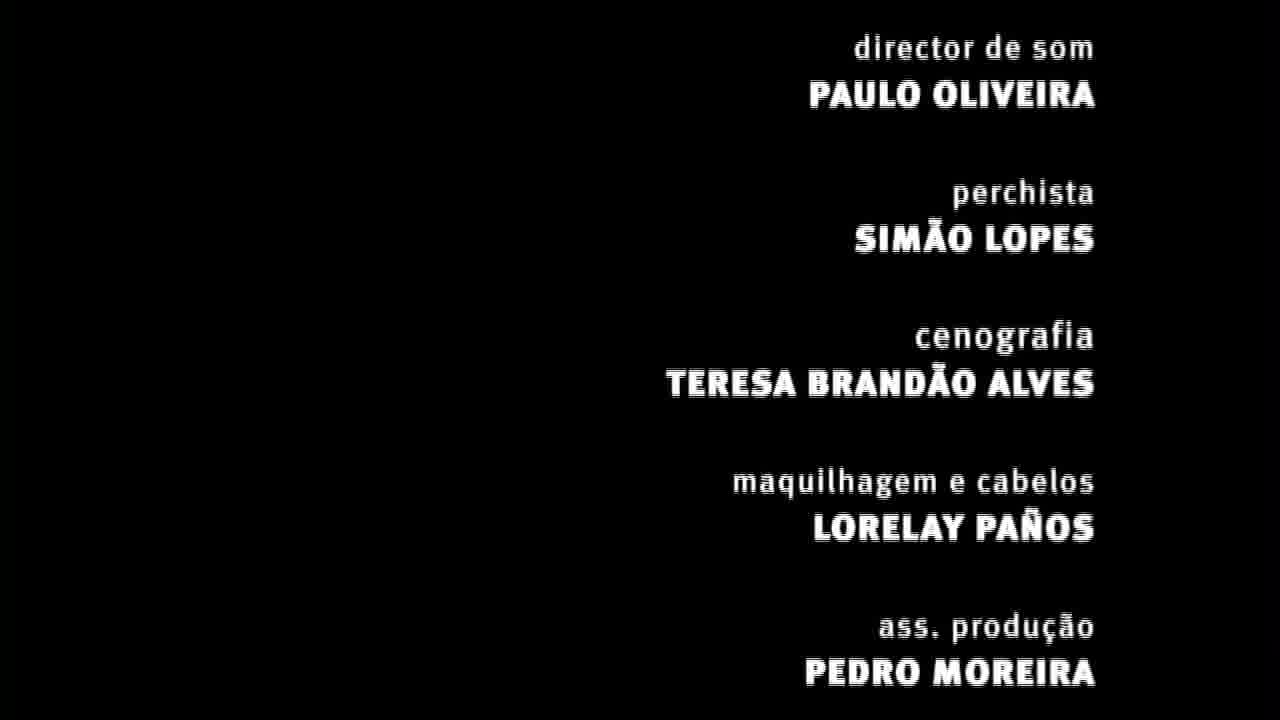 director de som
PAULO OLIVEIRA
perchista
SIMÃO LOPES
cenografia
TERESA BRANDÃO ALVES
maquilhagem e cabelos
LORELAY PAÑOS
ass. produção
PEDRO MOREIRA